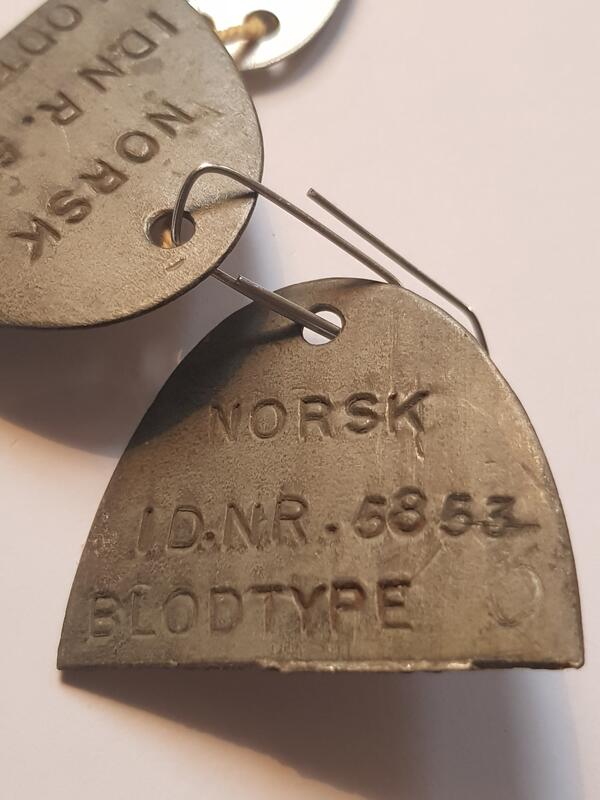 NORSK
I.D.NR. 5853
BLODTYPE O
NORSK
I.D.NR.